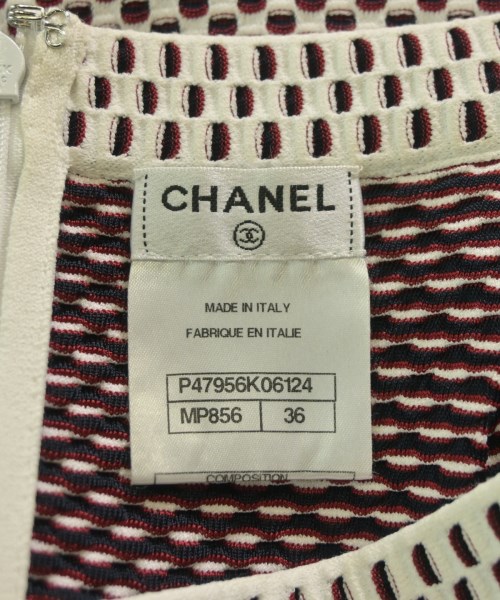 CHANEL
MADE IN ITALY
FABRIQUE EN ITALIE
P47956K06124
MP856 36
COMPOSITION